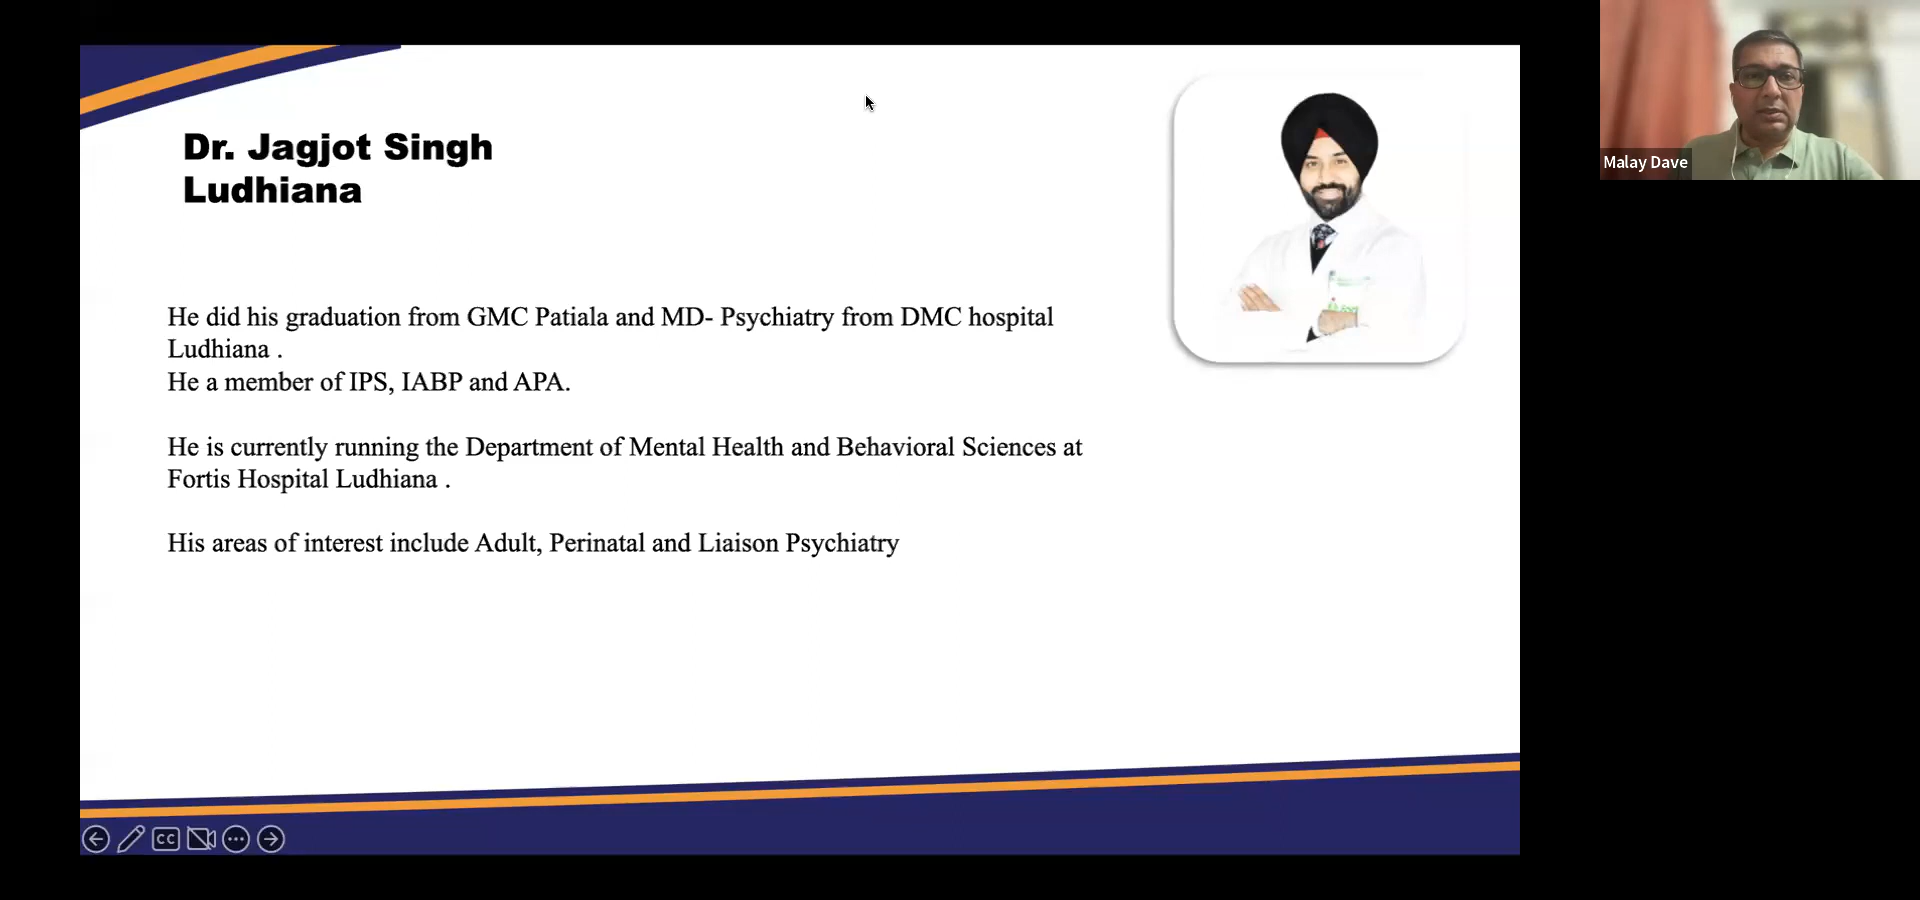 Dr. Jagjot Singh
Ludhiana
He did his graduation from GMC Patiala and MD- Psychiatry from DMC hospital
Ludhiana .
He a member of IPS, IABP and APA.
He is currently running the Department of Mental Health and Behavioral Sciences at
Fortis Hospital Ludhiana .
His areas of interest include Adult, Perinatal and Liaison Psychiatry
CC
Malay Dave